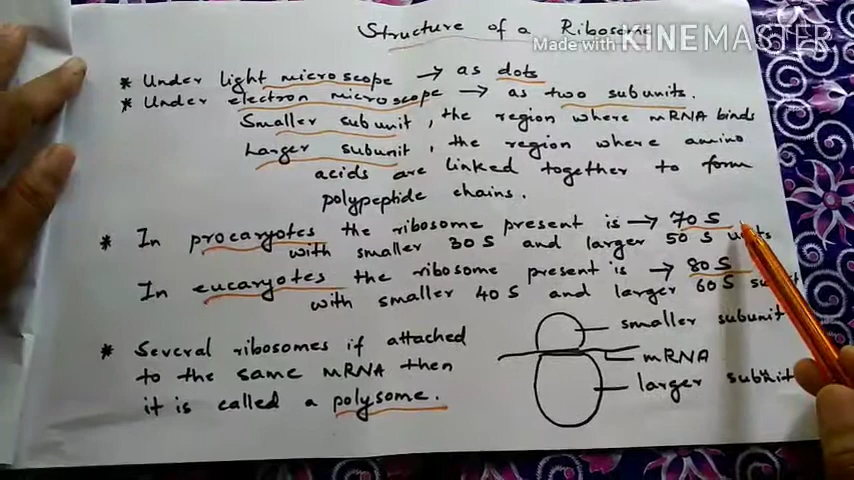 Structure of a Ribosome
Made with KINEMASTER
* Under light microscope → as dots
* Under electron microscope → as two subunits.
Smaller subunit, the region where mRNA binds
Larger subunit, the region where amino
acids are linked together to form
polypeptide chains.
* In procaryotes the ribosome present is → 70 S
with smaller 30 S and larger 50 S
In eucaryotes the ribosome present is → 80 S
with smaller 40 S and larger 60 S
* Several ribosomes if attached
to the same mRNA then
it is called a polysome.
smaller subunit
mRNA
larger subunit